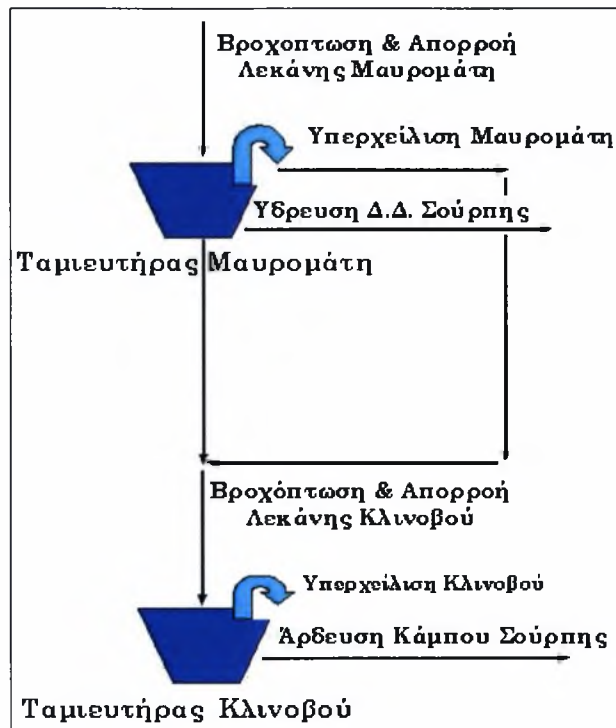 Βροχοπτωση & Απορροή
Λεκάνης Μαυρομάτη
Υπερχείλιση Μαυρομάτη
Υδρευση Δ.Δ. Σούρπης
Ταμιευτήρας Μαυρομάτη
Βροχόπτωση & Απορροή
Λεκάνης Κλινοβού
Υπερχείλιση Κλινοβού
Άρδευση Κάμπου Σούρπης
Ταμιευτήρας Κλινοβού